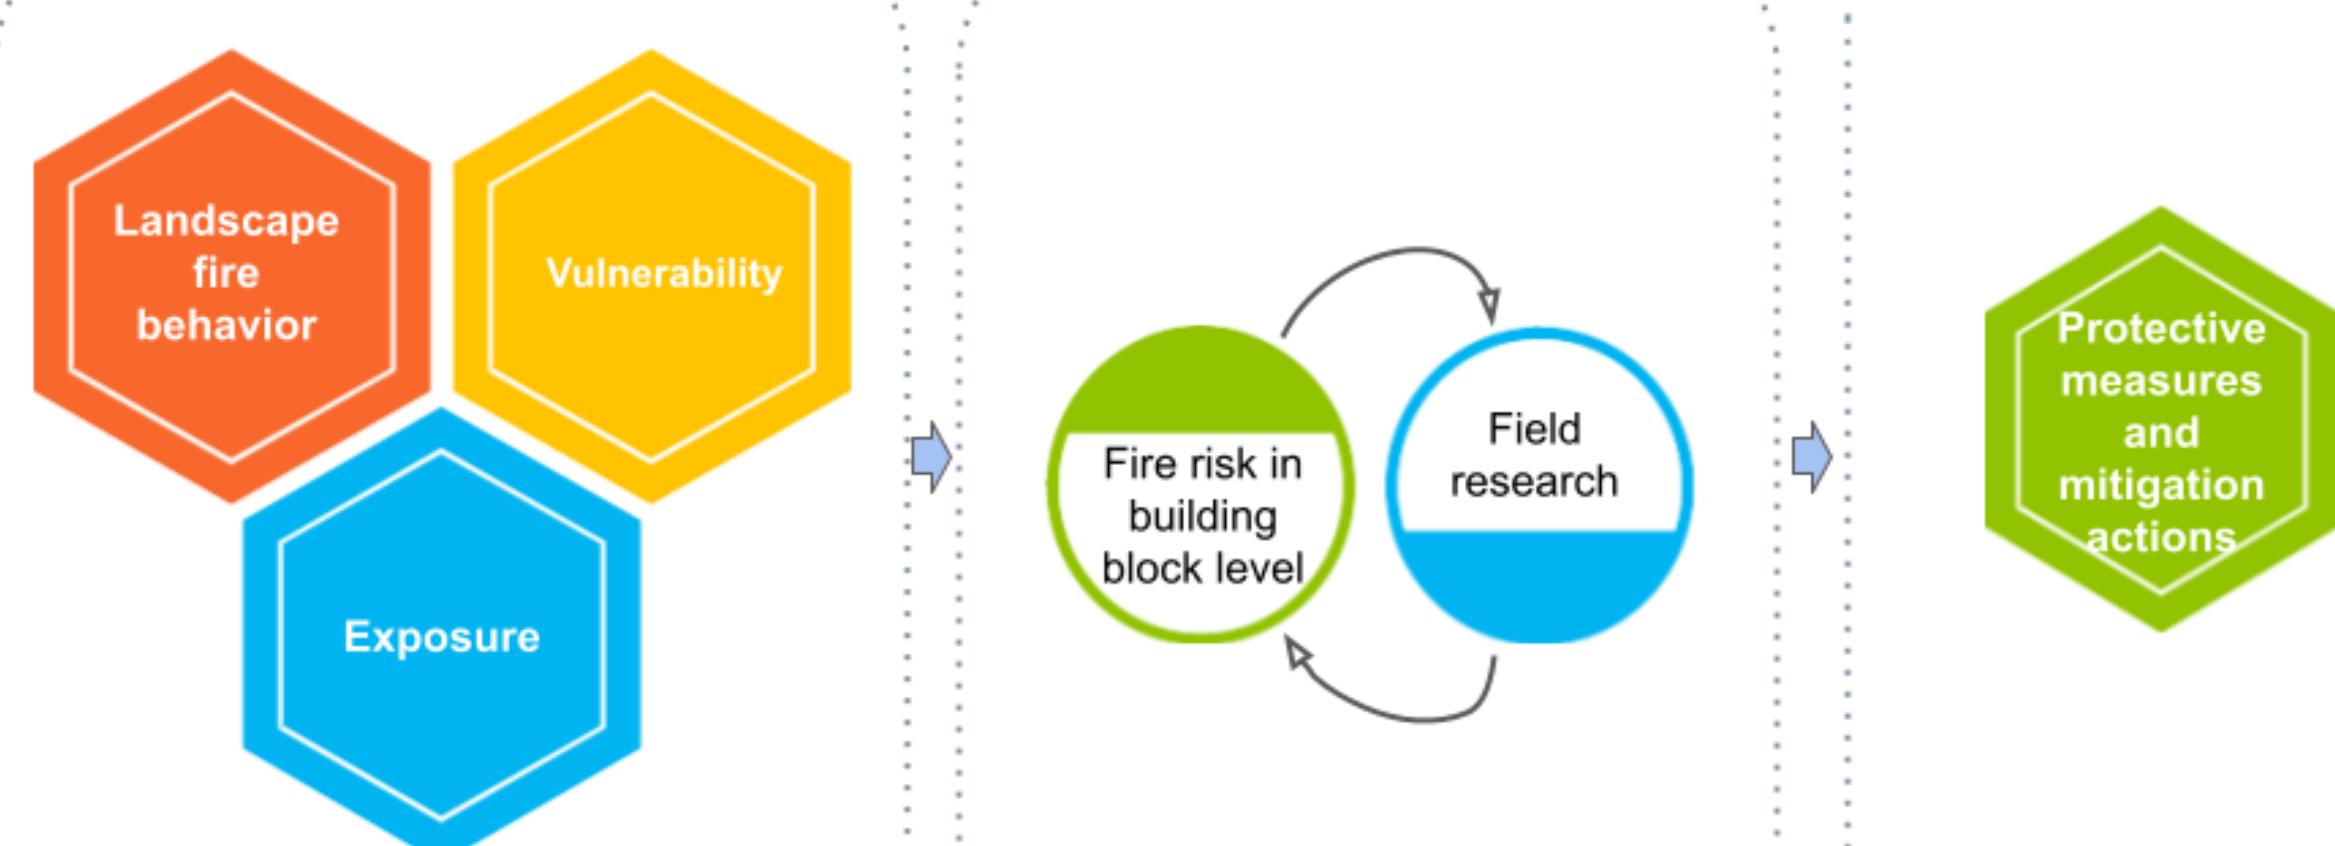 Landscape
fire
behavior
Vulnerability
Exposure
Fire risk in
building
block level
Field
research
Protective
measures
and
mitigation
actions